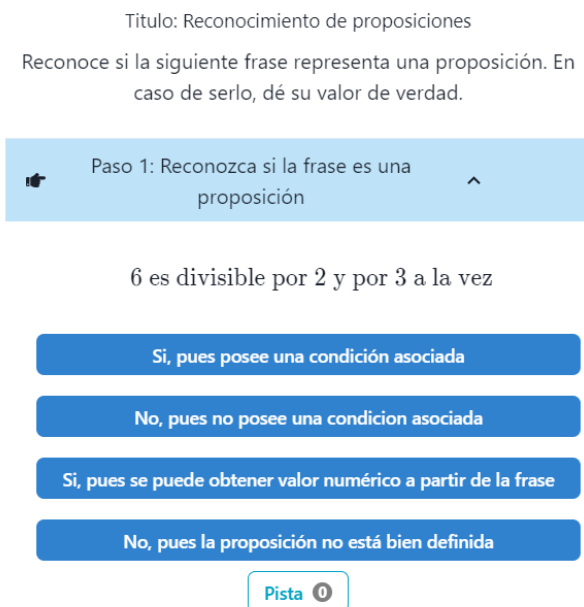 Titulo: Reconocimiento de proposiciones
Reconoce si la siguiente frase representa una proposición. En
caso de serlo, dé su valor de verdad.
Paso 1: Reconozca si la frase es una
proposición
6 es divisible por 2 y por 3 a la vez
Si, pues posee una condición asociada
No, pues no posee una condicion asociada
Si, pues se puede obtener valor numérico a partir de la frase
No, pues la proposición no está bien definida
Pista 0